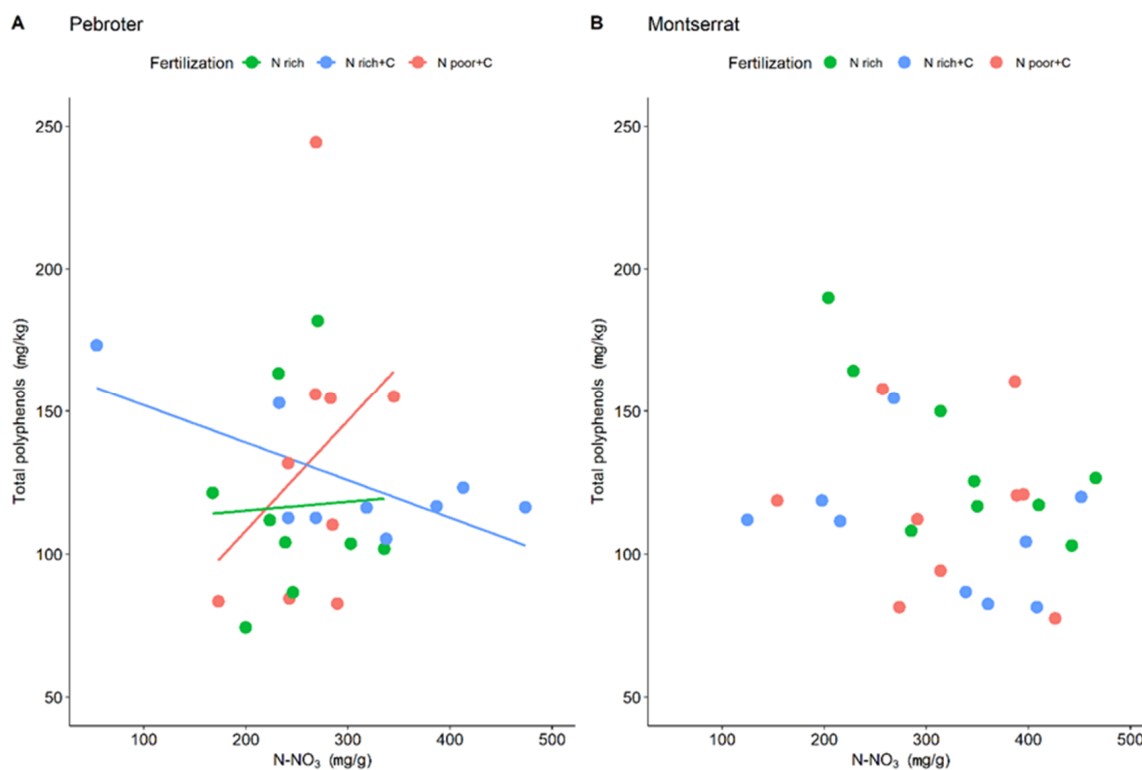 A Pebroter
Fertilization N rich N rich+C N poor+C
250
200
150
100
50
Total polyphenols (mg/kg)
100 200 300 400 500
N-NO₃ (mg/g)
B Montserrat
Fertilization N rich N rich+C N poor+C
250
200
150
100
50
Total polyphenols (mg/kg)
100 200 300 400 500
N-NO₃ (mg/g)